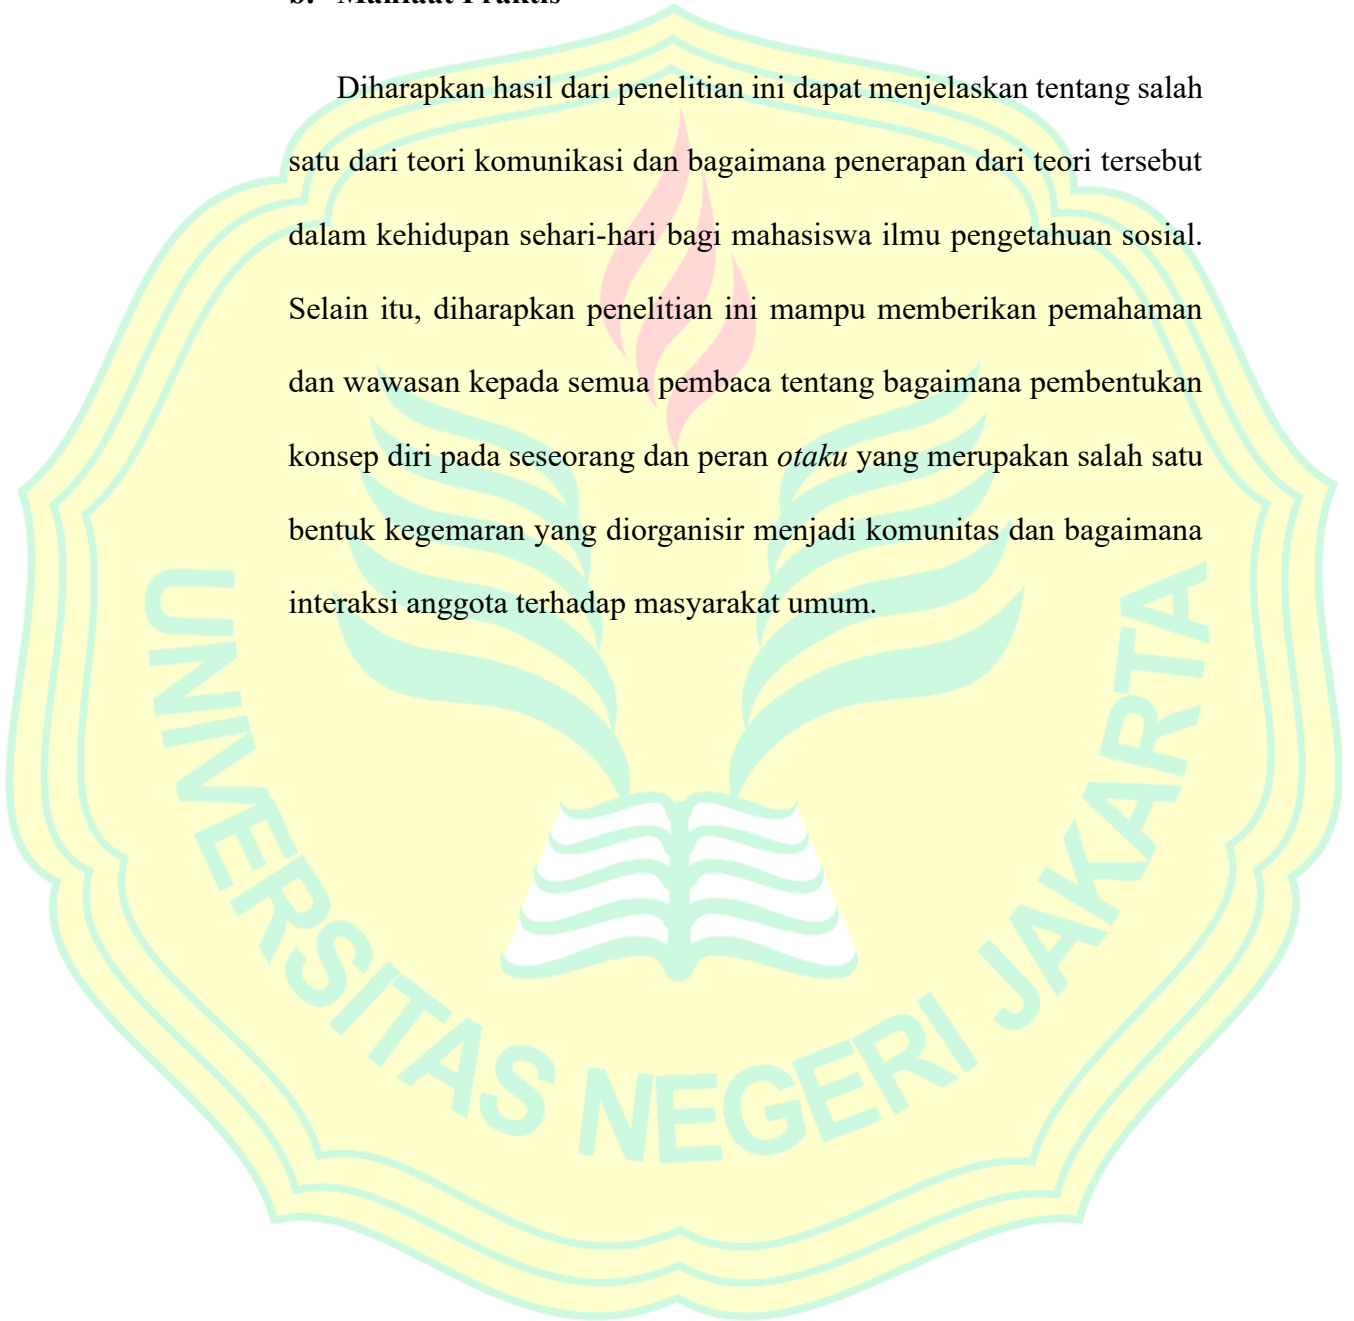 b. Manfaat Praktis
Diharapkan hasil dari penelitian ini dapat menjelaskan tentang salah
satu dari teori komunikasi dan bagaimana penerapan dari teori tersebut
dalam kehidupan sehari-hari bagi mahasiswa ilmu pengetahuan sosial.
Selain itu, diharapkan penelitian ini mampu memberikan pemahaman
dan wawasan kepada semua pembaca tentang bagaimana pembentukan
konsep diri pada seseorang dan peran otaku yang merupakan salah satu
bentuk kegemaran yang diorganisir menjadi komunitas dan bagaimana
interaksi anggota terhadap masyarakat umum.
UNIVERSITAS NEGERI JAKARTA